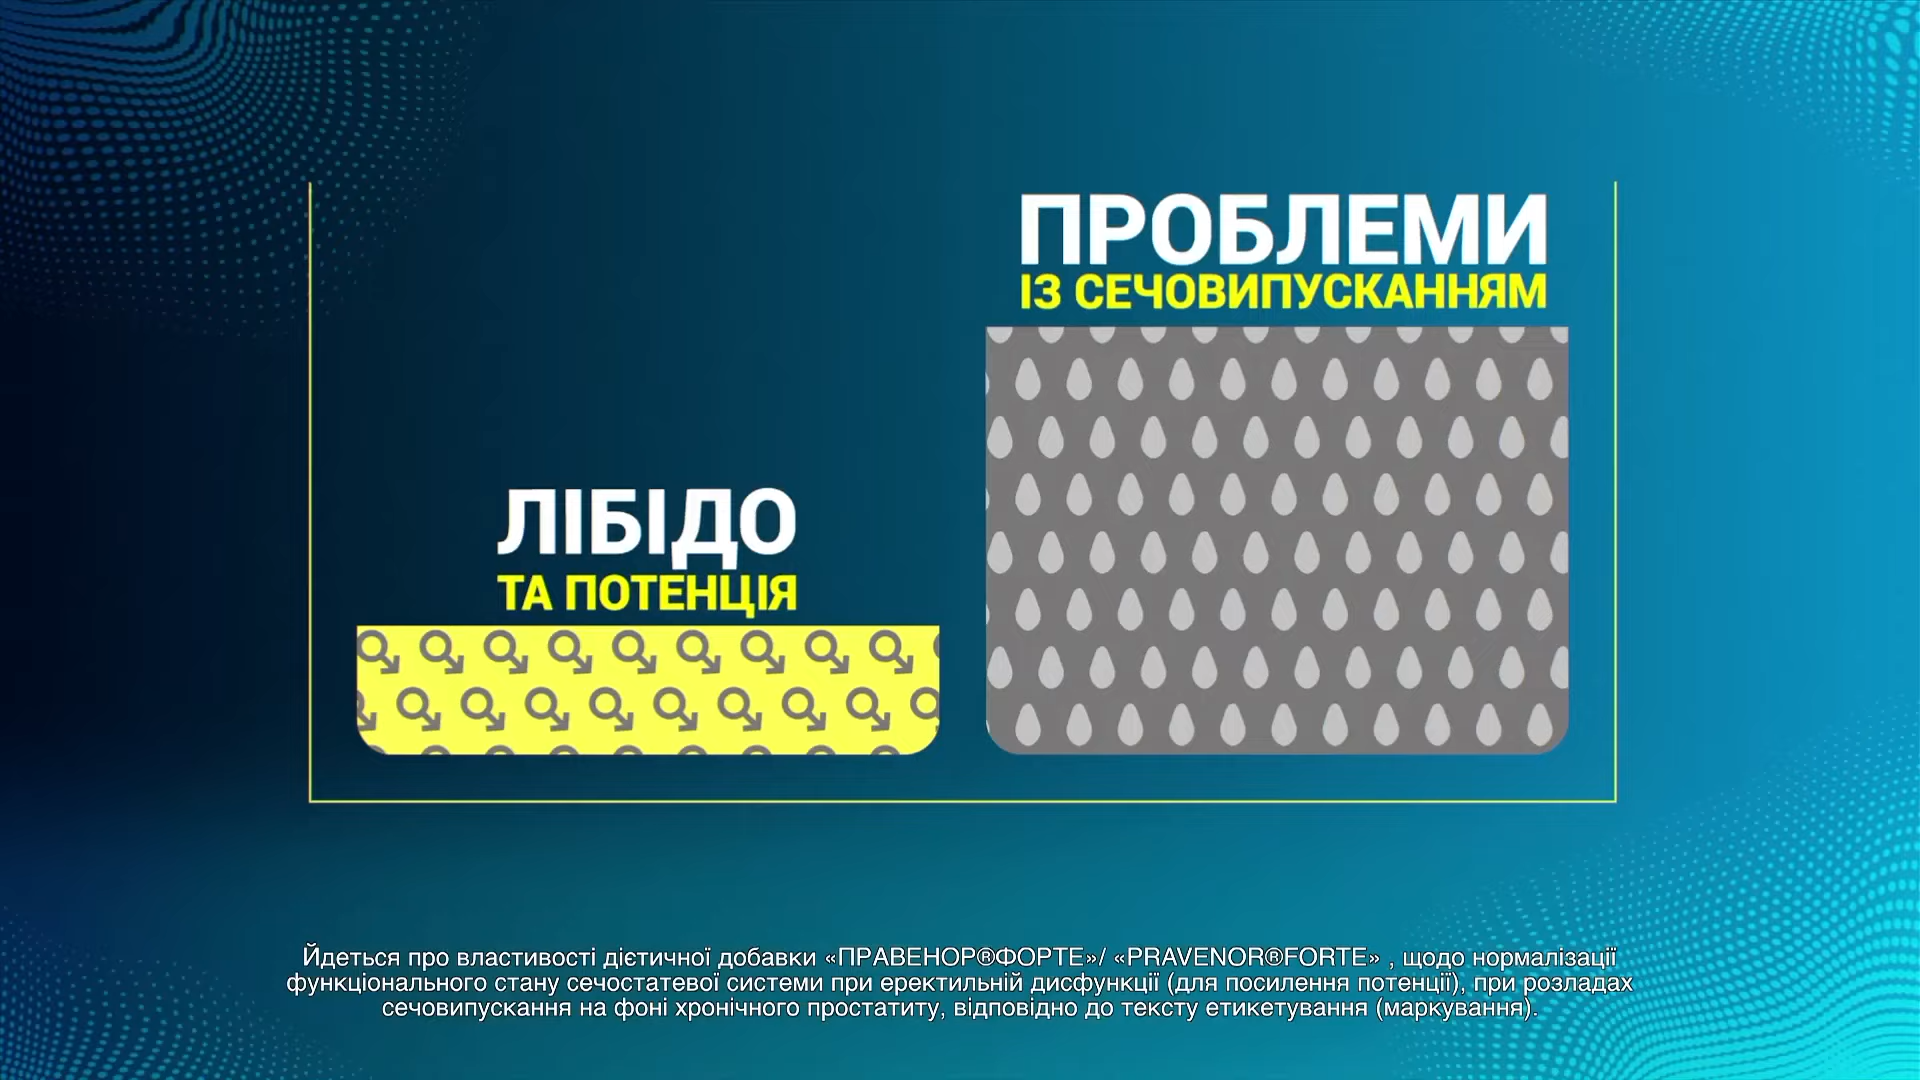 ПРОБЛЕМИ
ІЗ СЕЧОВИПУСКАННЯМ
ЛІБІДО
ТА ПОТЕНЦІЯ
Йдеться про властивості дієтичної добавки «ПРАВЕНОР®ФОРТЕ»/ «PRAVENOR®FORTE» , щодо нормалізації
функціонального стану сечостатевої системи при еректильній дисфункції (для посилення потенції), при розладах
сечовипускання на фоні хронічного простатиту, відповідно до тексту етикетування (маркування).